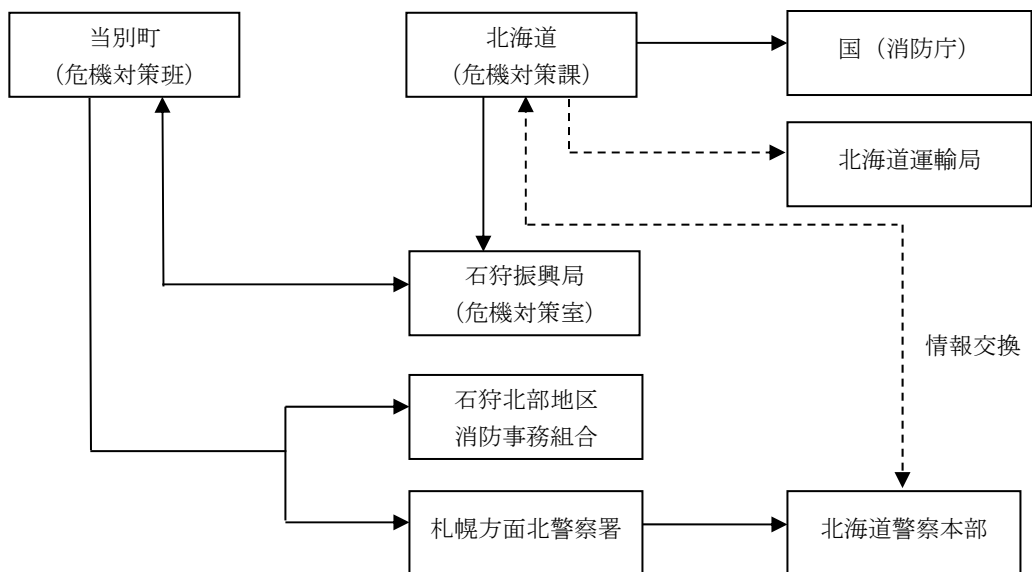 当別町
（危機対策班）
北海道
（危機対策課）
国（消防庁）
北海道運輸局
石狩振興局
（危機対策室）
情報交換
石狩北部地区
消防事務組合
札幌方面北警察署
北海道警察本部